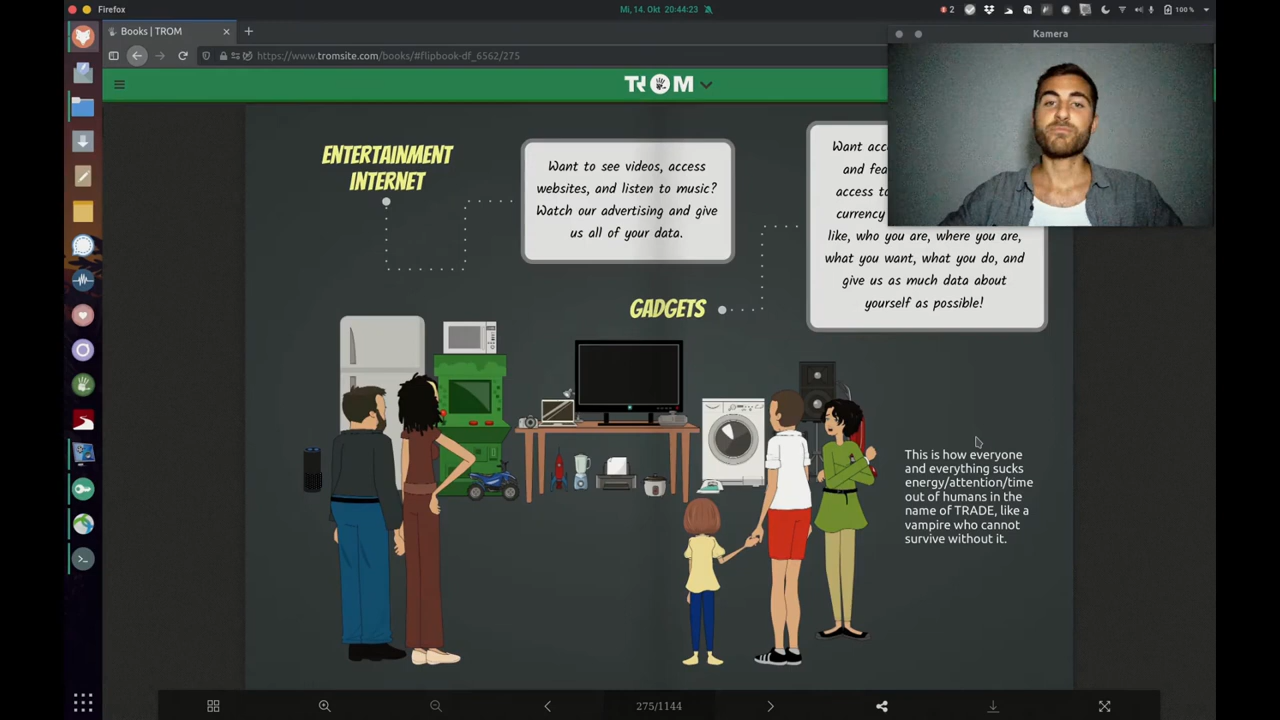 Firefox
Mi, 14. Okt 20:44:23
2
100 %
Books | TROM
https://www.tromsite.com/books/#flipbook-df_6562/275
Kamera
TROM
ENTERTAINMENT
INTERNET
Want to see videos, access
websites, and listen to music?
Watch our advertising and give
us all of your data.
Want acc
and fea
access to
currency
like, who you are, where you are,
what you want, what you do, and
give us as much data about
yourself as possible!
GADGETS
This is how everyone
and everything sucks
energy/attention/time
out of humans in the
name of TRADE, like a
vampire who cannot
survive without it.
275/1144